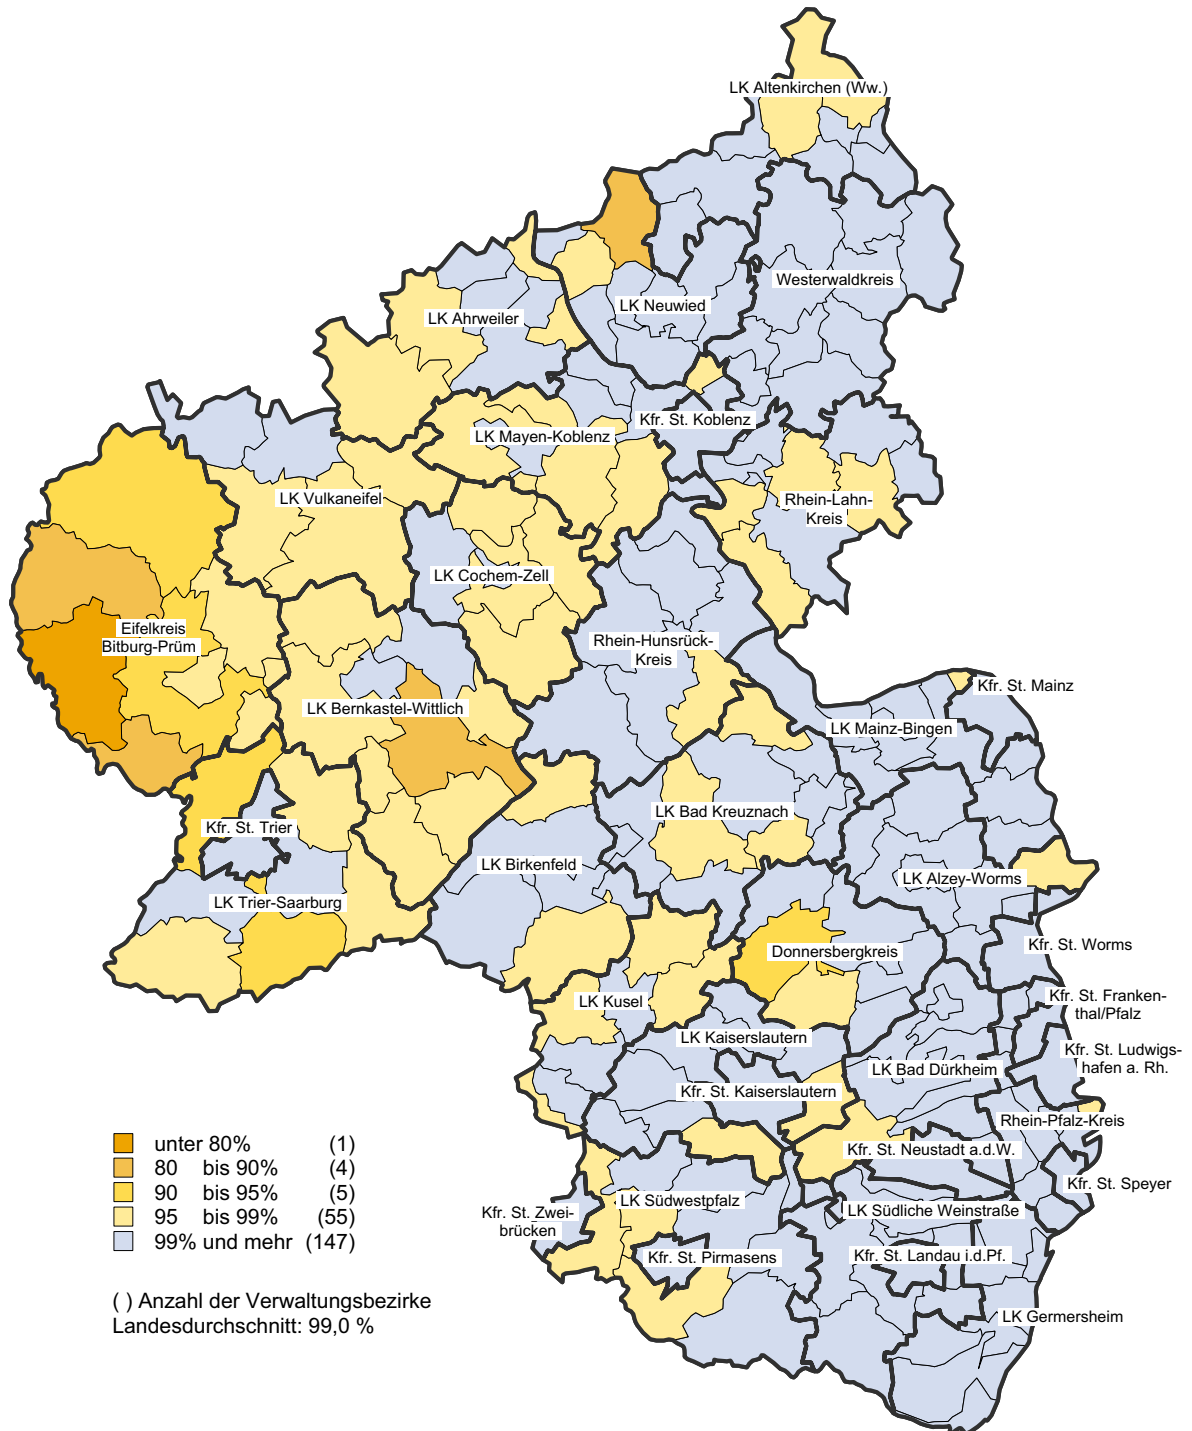 LK Altenkirchen (Ww.)
Westerwaldkreis
LK Neuwied
LK Ahrweiler
Kfr. St. Koblenz
LK Mayen-Koblenz
LK Vulkaneifel
Rhein-Lahn-
Kreis
LK Cochem-Zell
Eifelkreis
Bitburg-Prüm
Rhein-Hunsrück-
Kreis
Kfr. St. Mainz
LK Bernkastel-Wittlich
LK Mainz-Bingen
LK Bad Kreuznach
Kfr. St. Trier
LK Birkenfeld
LK Alzey-Worms
LK Trier-Saarburg
Kfr. St. Worms
Donnersbergkreis
LK Kusel
Kfr. St. Franken-
thal/Pfalz
LK Kaiserslautern
Kfr. St. Ludwigs-
hafen a. Rh.
LK Bad Dürkheim
Kfr. St. Kaiserslautern
Rhein-Pfalz-Kreis
Kfr. St. Neustadt a.d.W.
Kfr. St. Speyer
LK Südwestpfalz
LK Südliche Weinstraße
Kfr. St. Zwei-
brücken
Kfr. St. Pirmasens
Kfr. St. Landau i.d.Pf.
LK Germersheim
unter 80% (1)
80 bis 90% (4)
90 bis 95% (5)
95 bis 99% (55)
99% und mehr (147)
( ) Anzahl der Verwaltungsbezirke
Landesdurchschnitt: 99,0 %